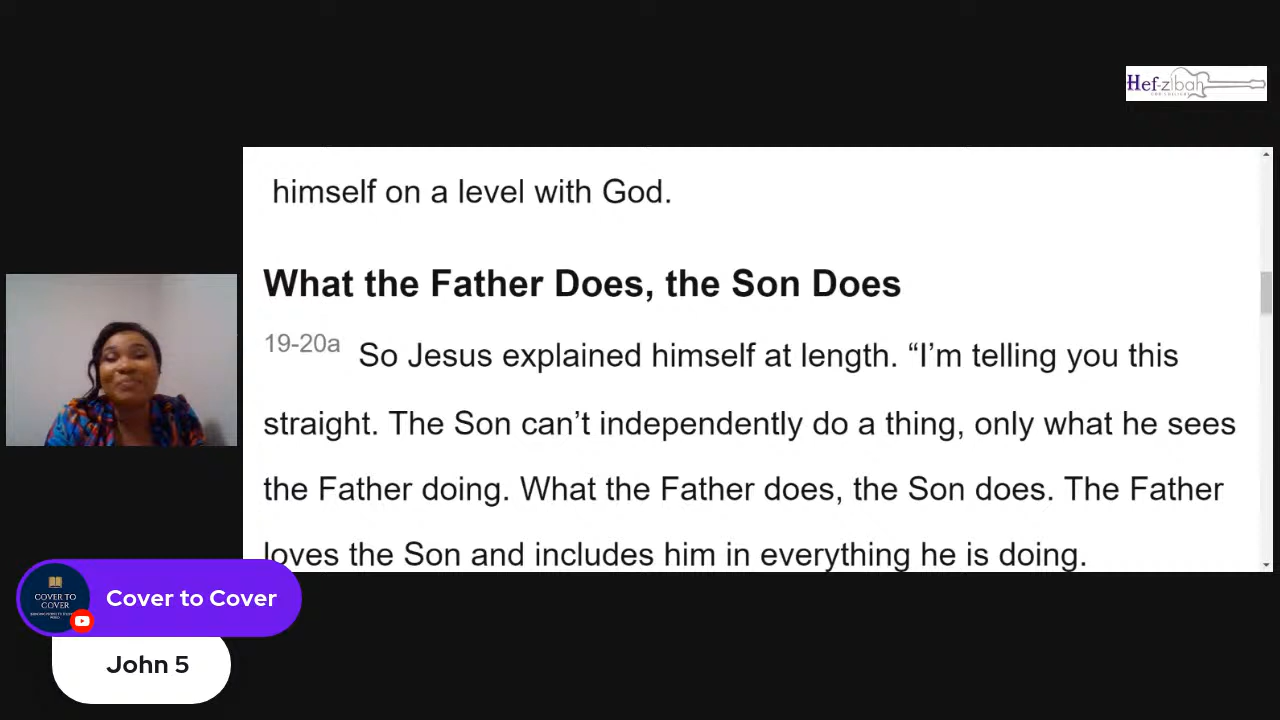 Hef-zibah
himself on a level with God.
What the Father Does, the Son Does
19-20a So Jesus explained himself at length. “I’m telling you this
straight. The Son can’t independently do a thing, only what he sees
the Father doing. What the Father does, the Son does. The Father
loves the Son and includes him in everything he is doing.
COVER TO
COVER
Cover to Cover
John 5